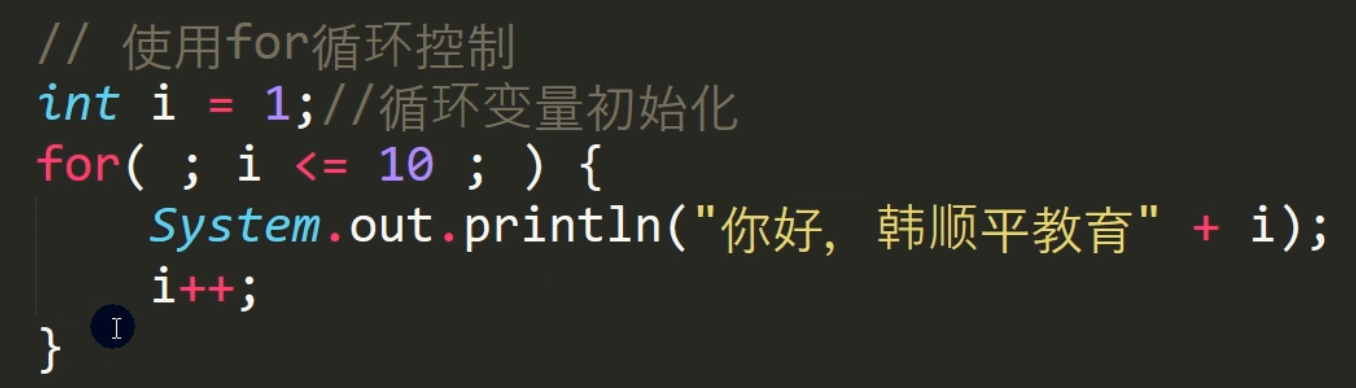 // 使用for循环控制
int i = 1;//循环变量初始化
for( ; i <= 10 ; ) {
    System.out.println("你好, 韩顺平教育" + i);
    i++;
}